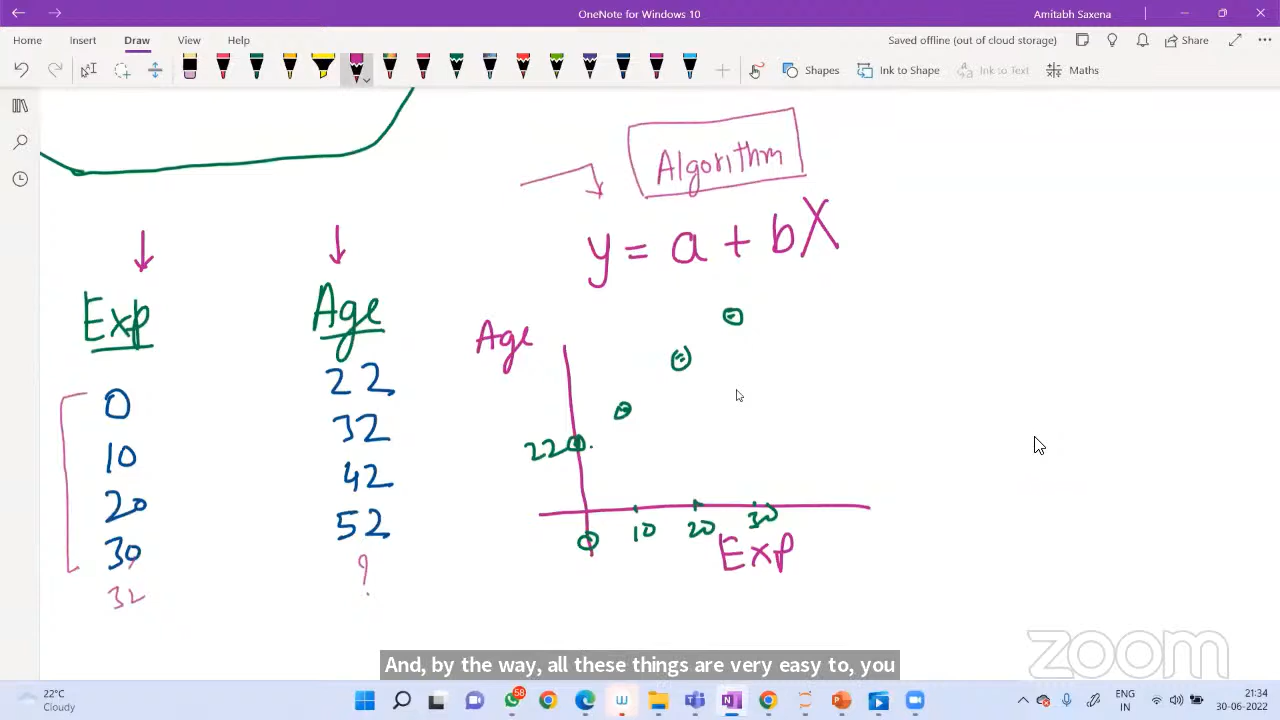 OneNote for Windows 10
Amitabh Saxena
Home Insert Draw View Help
Saved offline (out of cloud storage)
Share
Shapes
Ink to Shape
Ink to Text
Maths
Algorithm
y = a + bX
Exp Age
0 22
10 32
20 42
30 52
32 ?
Age
22
0 10 20 30
Exp
zoom
And, by the way, all these things are very easy to, you
22°C
Cloudy
58
ENG
IN
21:34
30-06-2022